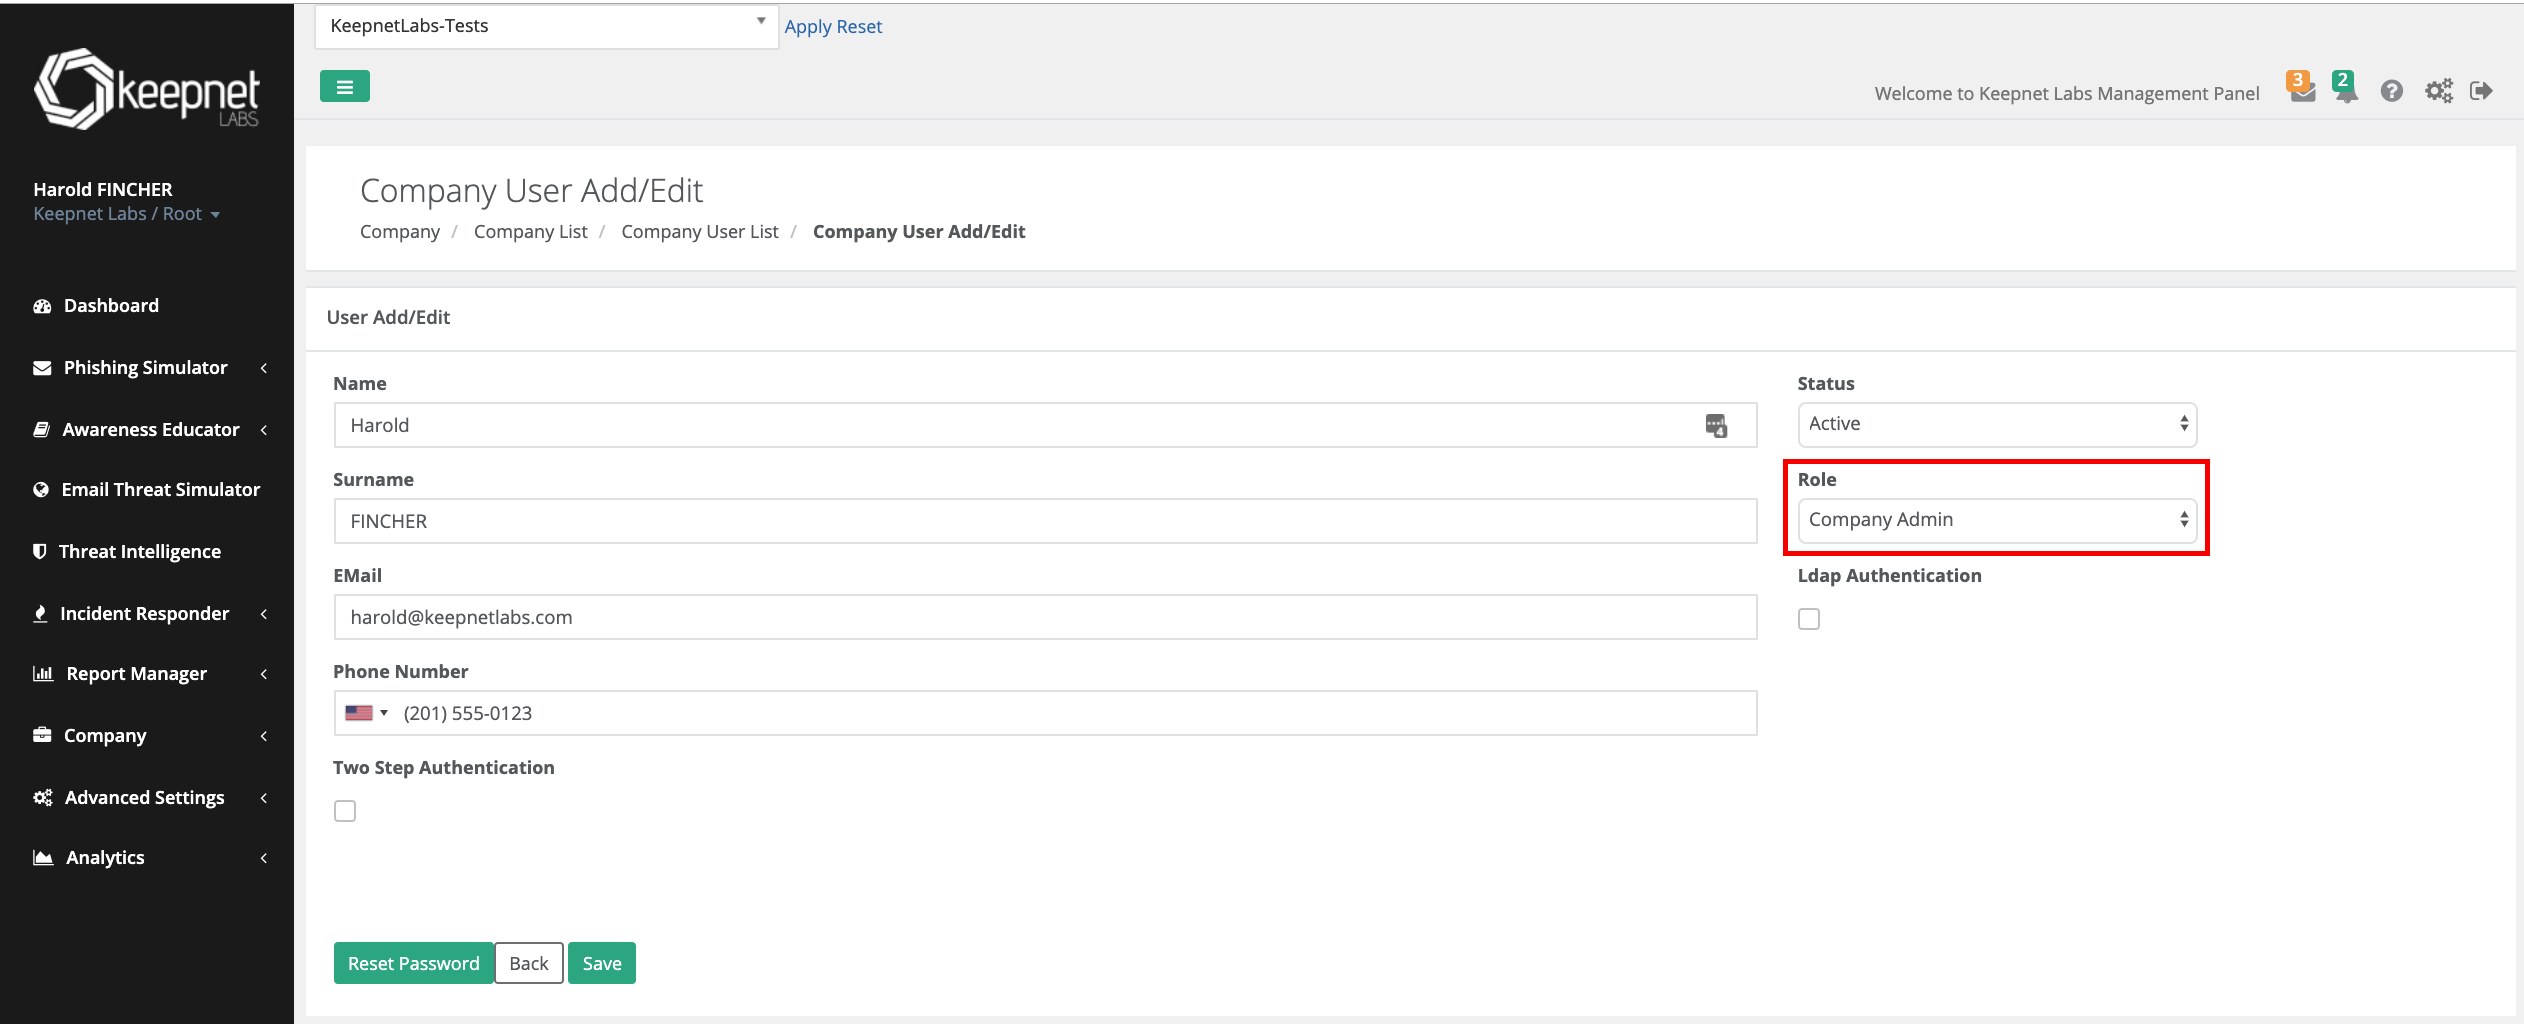 KeepnetLabs-Tests
Apply Reset
keepnet
LABS
Welcome to Keepnet Labs Management Panel
3
2
Harold FINCHER
Keepnet Labs / Root
Dashboard
Phishing Simulator
Awareness Educator
Email Threat Simulator
Threat Intelligence
Incident Responder
Report Manager
Company
Advanced Settings
Analytics
Company User Add/Edit
Company / Company List / Company User List / Company User Add/Edit
User Add/Edit
Name
Harold
4
Surname
FINCHER
EMail
harold@keepnetlabs.com
Phone Number
(201) 555-0123
Two Step Authentication
Status
Active
Role
Company Admin
Ldap Authentication
Reset Password
Back
Save